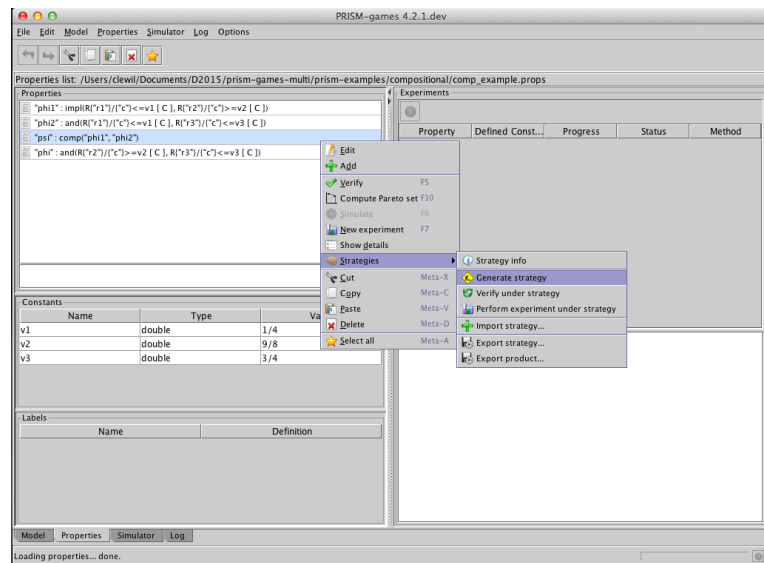 PRISM-games 4.2.1.dev
File Edit Model Properties Simulator Log Options
Properties list: /Users/clewil/Documents/D2015/prism-games-multi/prism-examples/compositional/comp_example.props
Properties
"phi1" : impl(R{"r1"}/{"c"}<=v1 [ C ], R{"r2"}/{"c"}>=v2 [ C ])
"phi2" : and(R{"r1"}/{"c"}<=v1 [ C ], R{"r3"}/{"c"}<=v3 [ C ])
"psi" : comp("phi1", "phi2")
"phi" : and(R{"r2"}/{"c"}>=v2 [ C ], R{"r3"}/{"c"}<=v3 [ C ])
Experiments
Property Defined Const... Progress Status Method
Edit
Add
Verify F5
Compute Pareto set F10
Simulate F6
New experiment F7
Show details
Strategies
Cut Meta-X
Copy Meta-C
Paste Meta-V
Delete Meta-D
Select all Meta-A
Strategy info
Generate strategy
Verify under strategy
Perform experiment under strategy
Import strategy...
Export strategy...
Export product...
Constants
Name Type Va
v1 double 1/4
v2 double 9/8
v3 double 3/4
Labels
Name Definition
Model Properties Simulator Log
Loading properties... done.